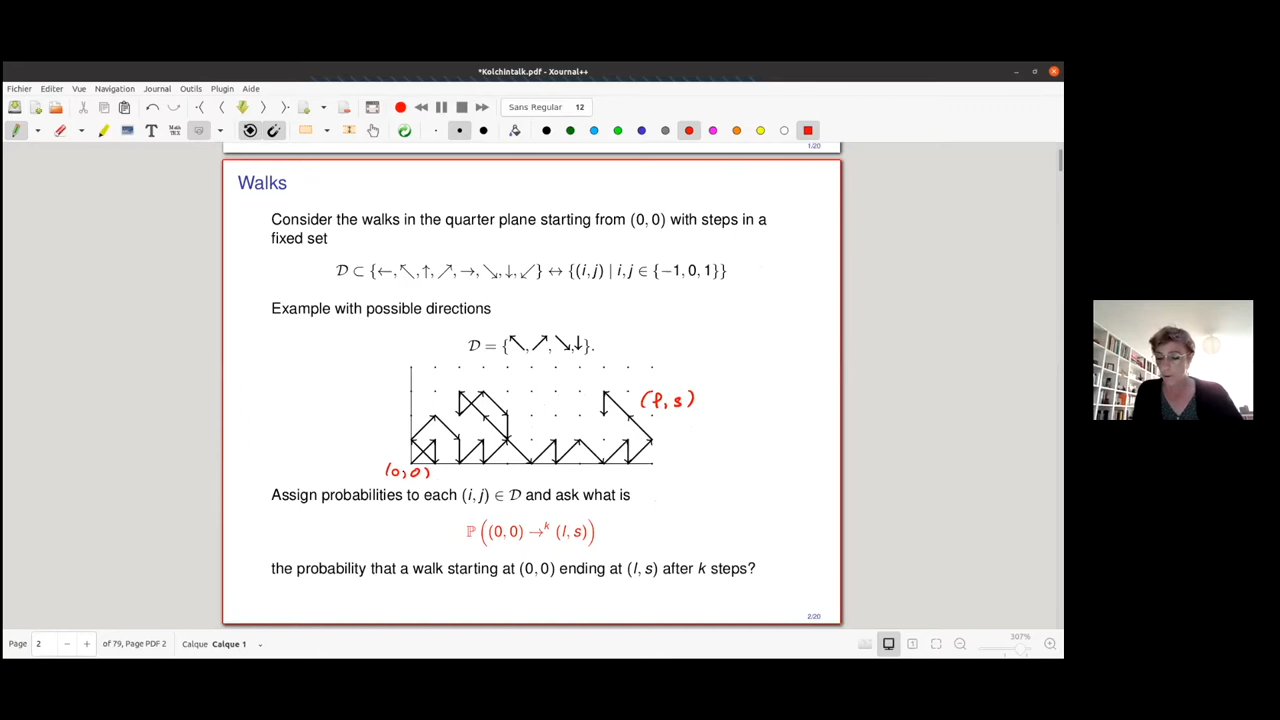 *Kolchintalk.pdf - Xournal++
Fichier Editer Vue Navigation Journal Outils Plugin Aide
Sans Regular 12
1/20
Walks
Consider the walks in the quarter plane starting from (0, 0) with steps in a
fixed set
𝒟 ⊂ {←, ↖, ↑, ↗, →, ↘, ↓, ↙} ↔ {(i, j) | i, j ∈ {−1, 0, 1}}
Example with possible directions
𝒟 = {↖, ↗, ↘, ↓}.
(l, s)
(0,0)
Assign probabilities to each (i, j) ∈ 𝒟 and ask what is
ℙ ((0, 0) →ᵏ (l, s))
the probability that a walk starting at (0, 0) ending at (l, s) after k steps?
2/20
Page 2 − + of 79, Page PDF 2 Calque Calque 1 307%